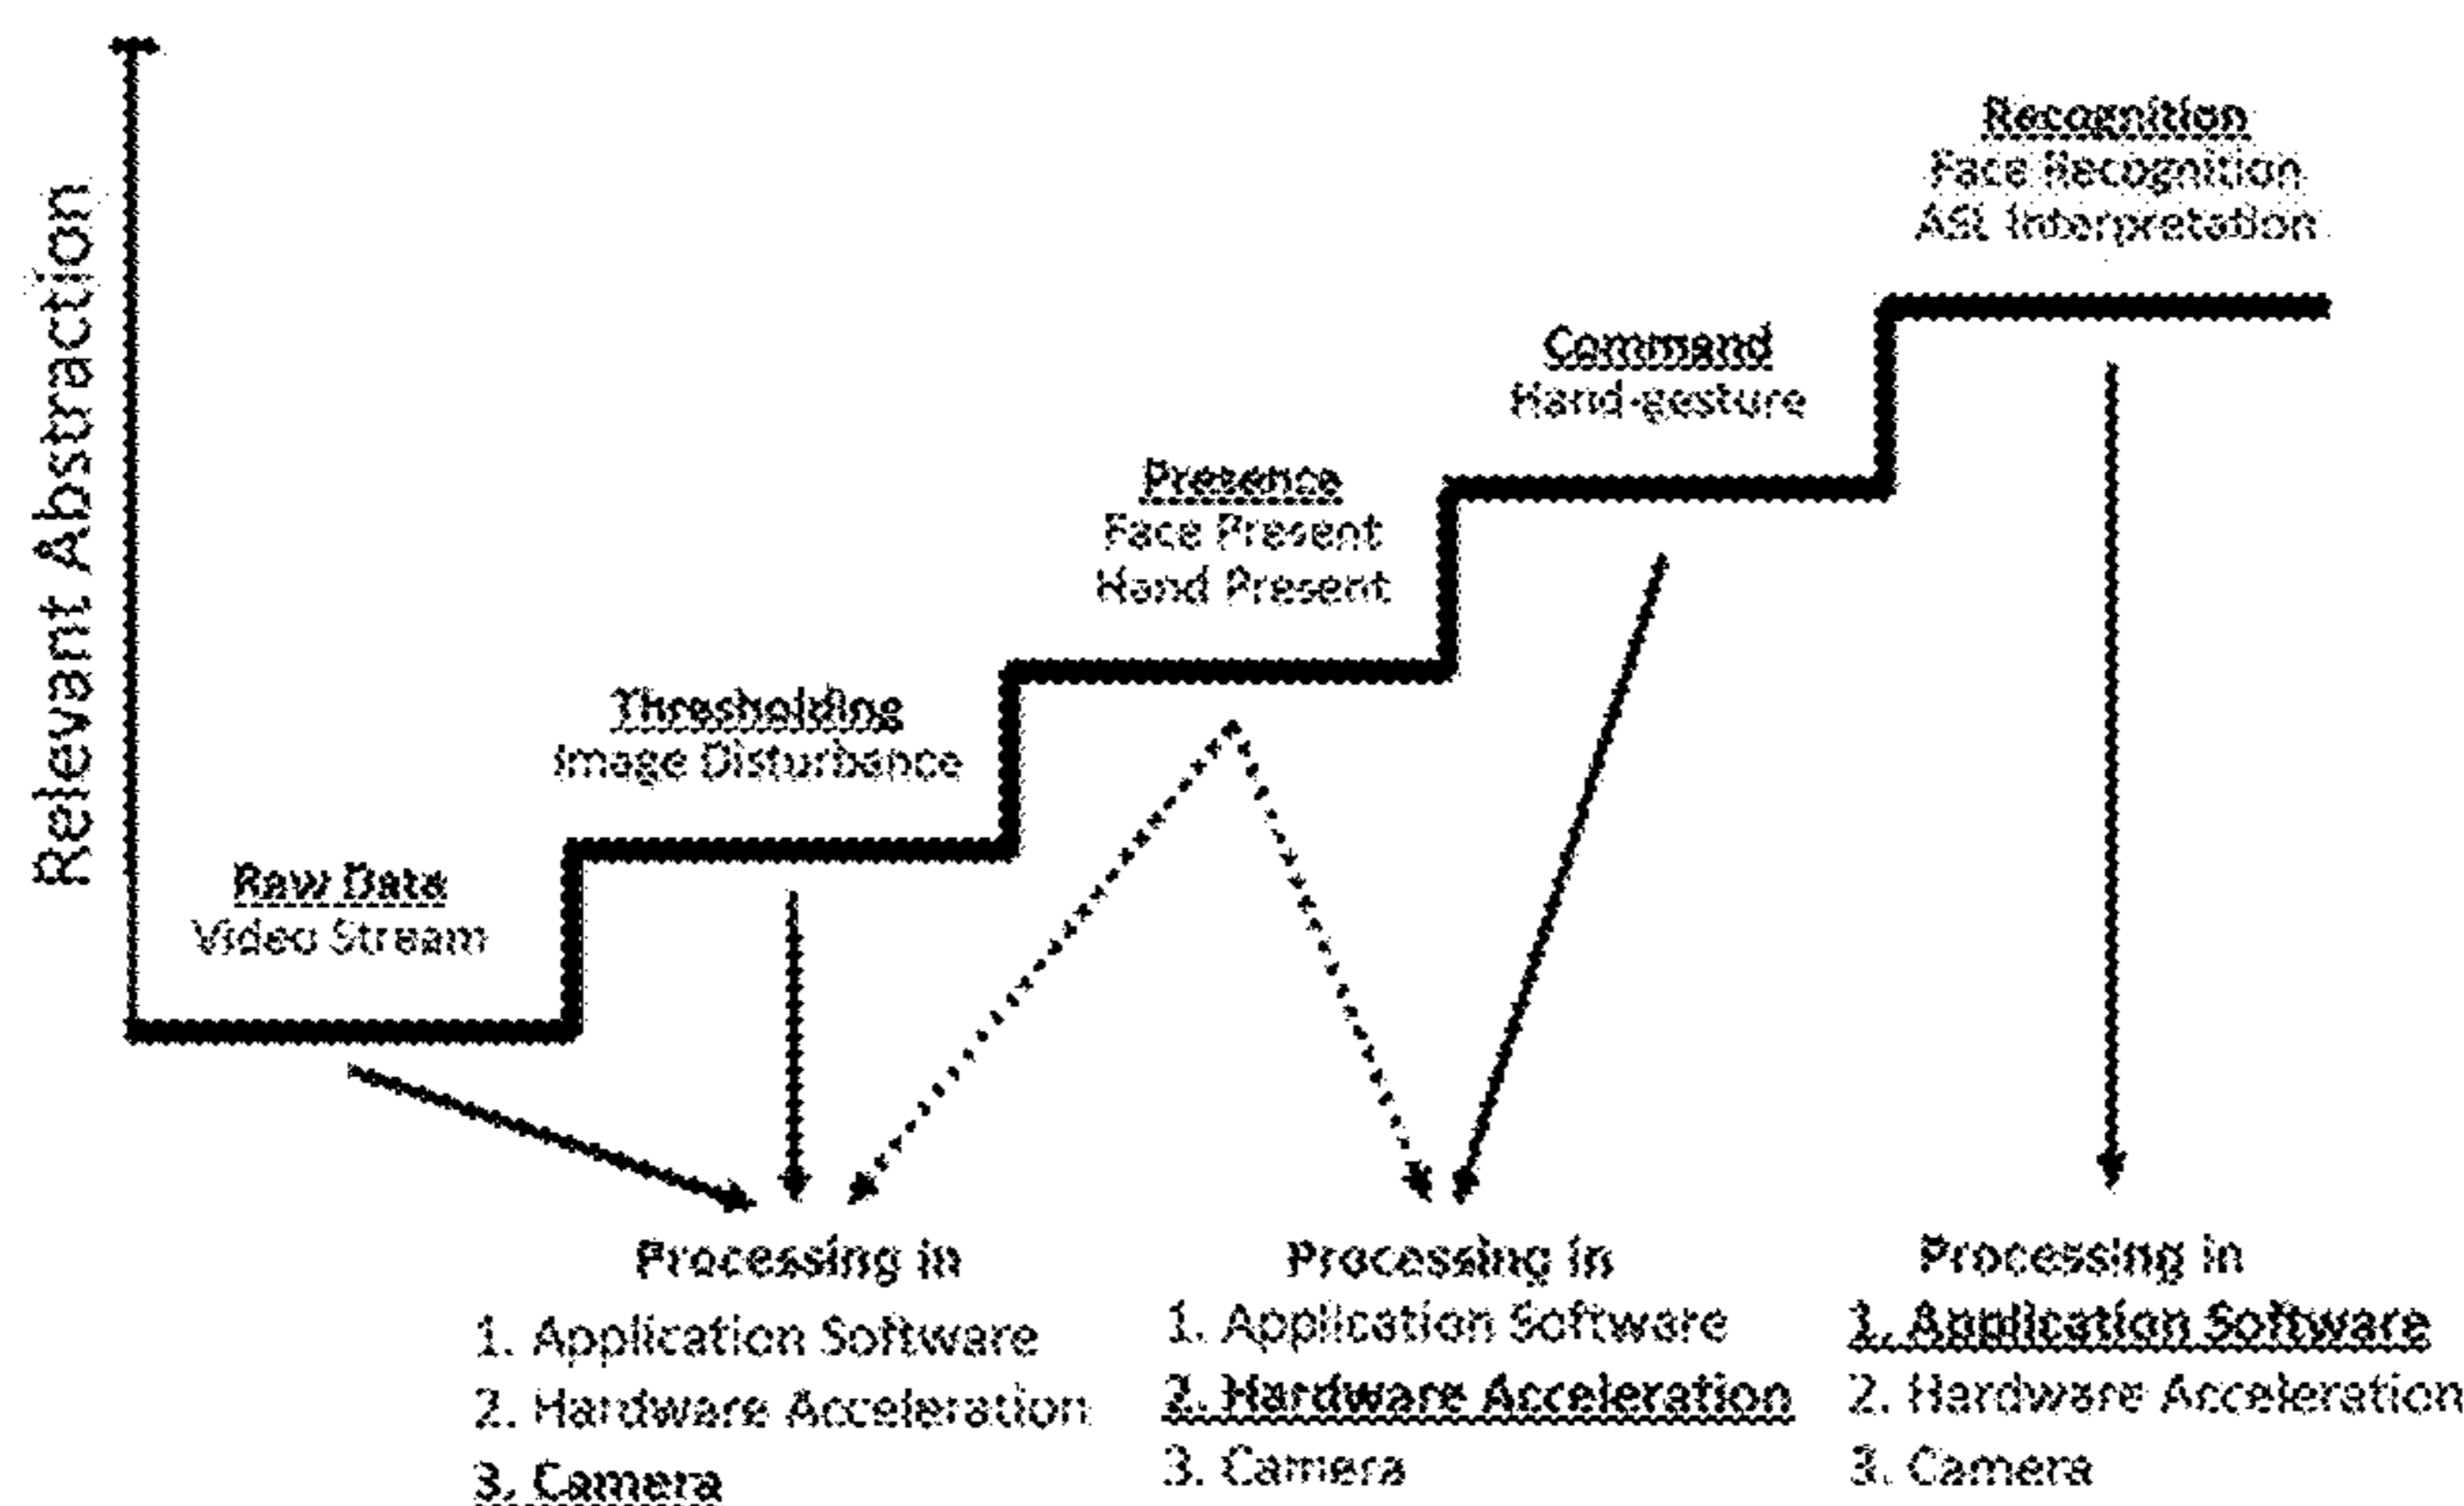 Relevant Abstraction
Raw Data
Video Stream
Thresholding
Image Disturbance
Presence
Face Present
Hand Present
Command
Hand-gesture
Recognition
Face Recognition
ASL Interpretation
Processing in
1. Application Software
2. Hardware Acceleration
3. Camera
Processing in
1. Application Software
2. Hardware Acceleration
3. Camera
Processing in
1. Application Software
2. Hardware Acceleration
3. Camera